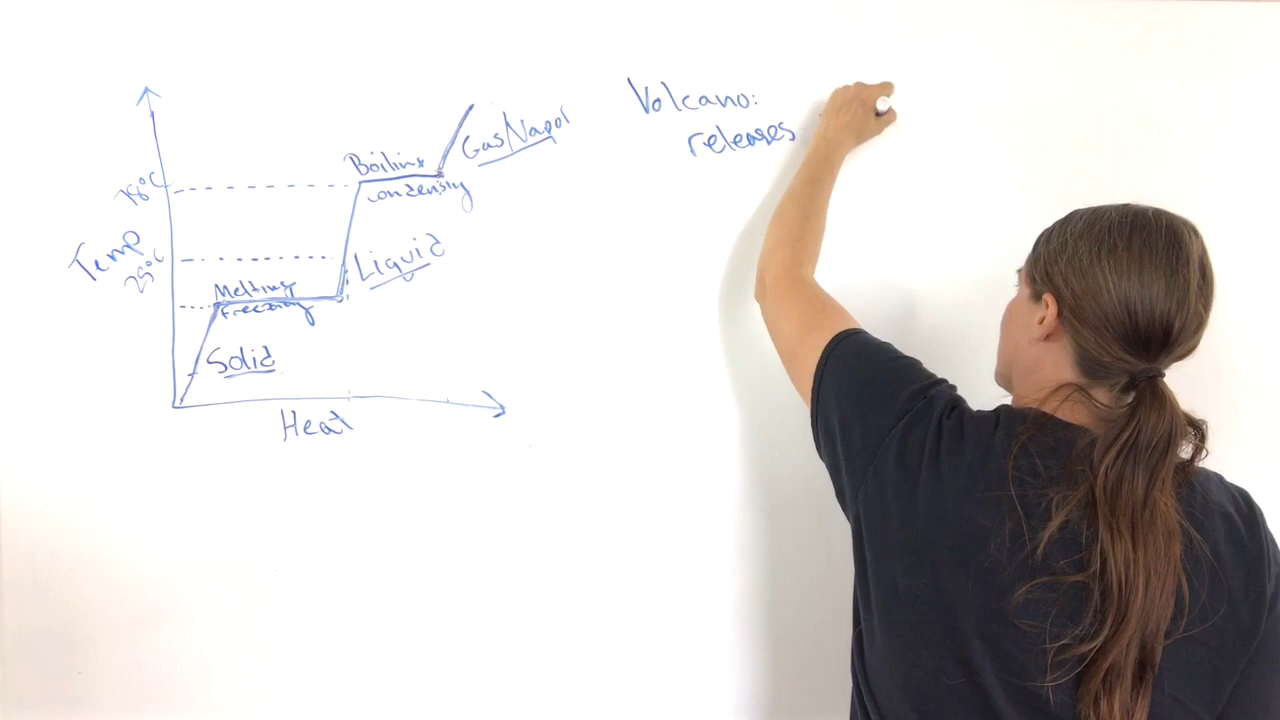 Volcano:
releases
Gas/Vapor
Boiling
Condensing
78°C
Temp
25°C
Liquid
Melting
Freezing
Solid
Heat